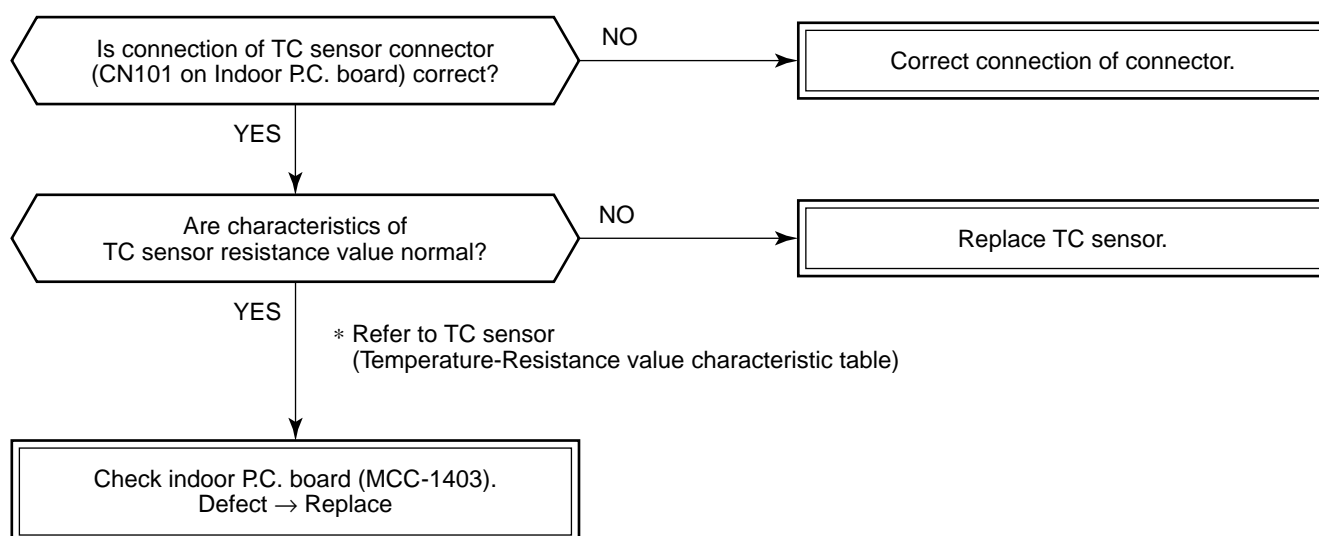 Is connection of TC sensor connector
(CN101 on Indoor P.C. board) correct?
NO
Correct connection of connector.
YES
Are characteristics of
TC sensor resistance value normal?
NO
Replace TC sensor.
YES
* Refer to TC sensor
(Temperature-Resistance value characteristic table)
Check indoor P.C. board (MCC-1403).
Defect → Replace